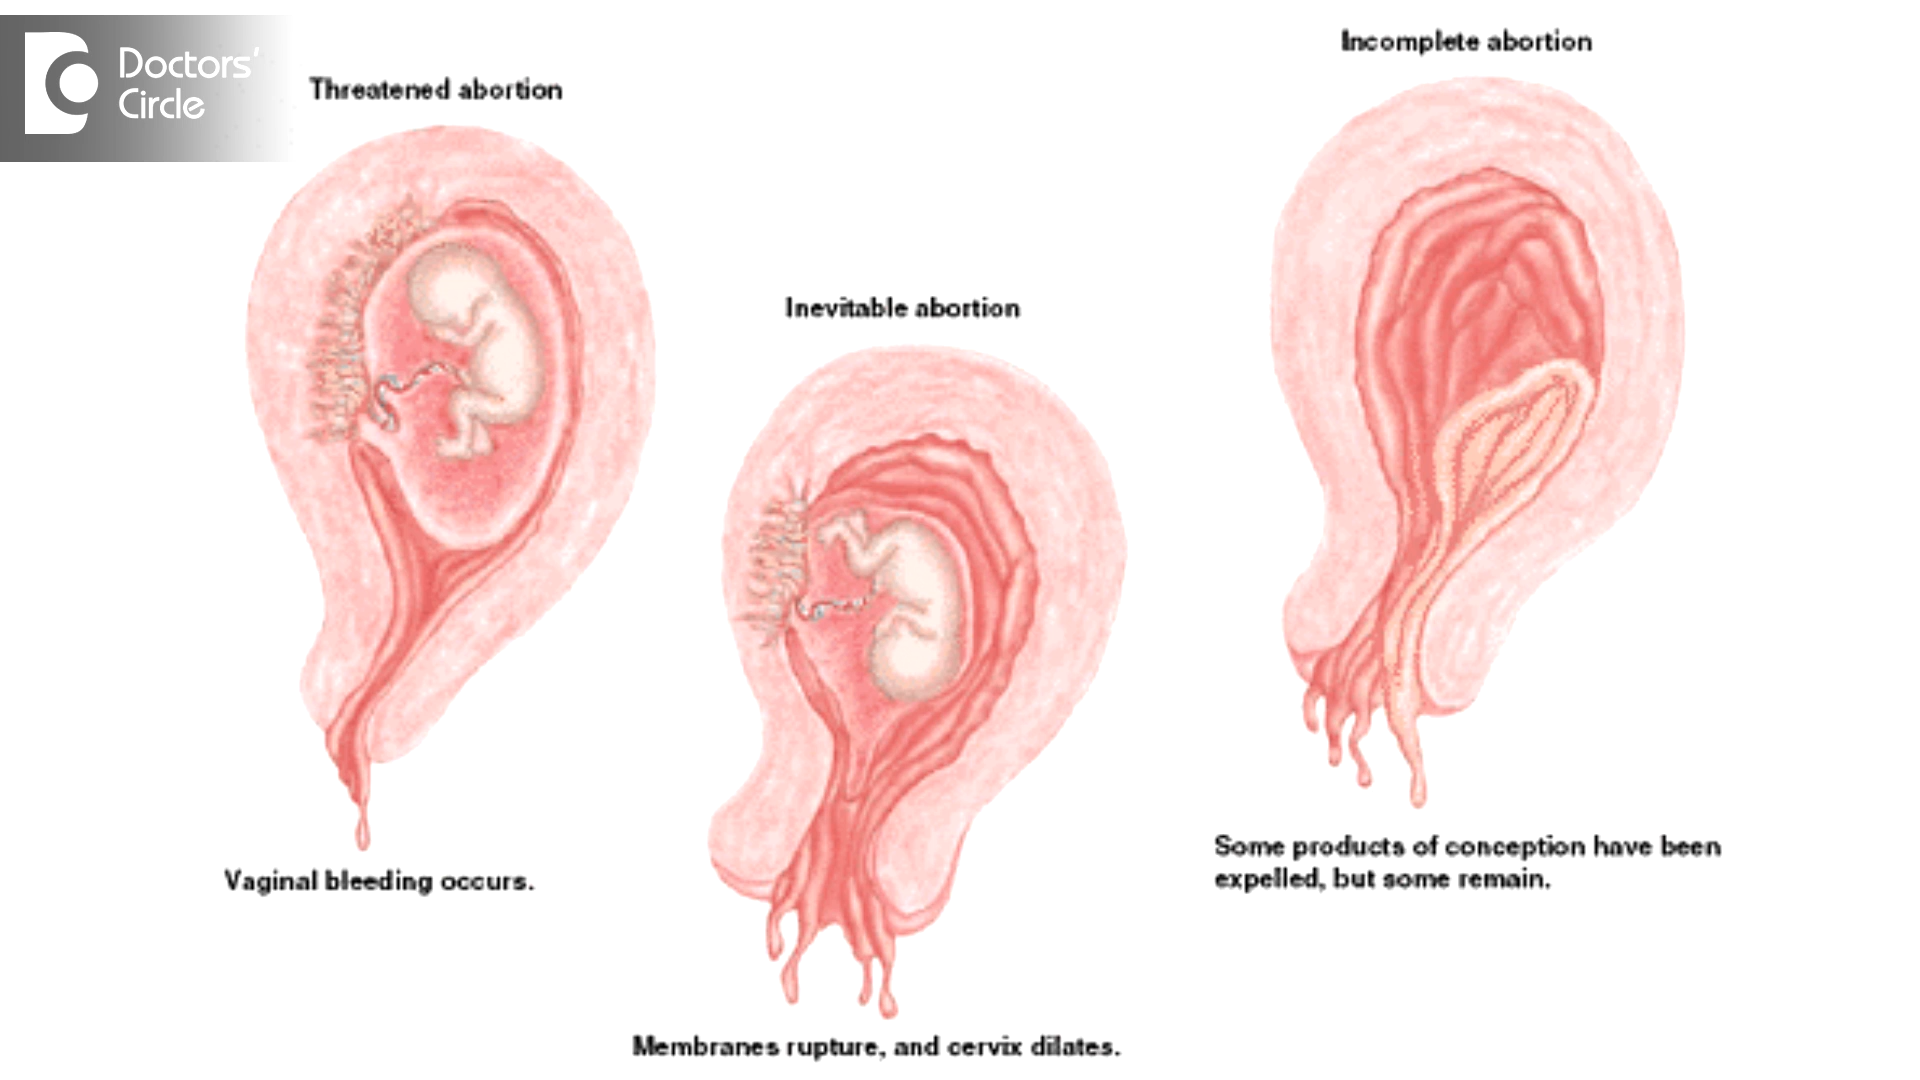 Doctors'
Circle
Threatened abortion
Vaginal bleeding occurs.
Inevitable abortion
Membranes rupture, and cervix dilates.
Incomplete abortion
Some products of conception have been
expelled, but some remain.